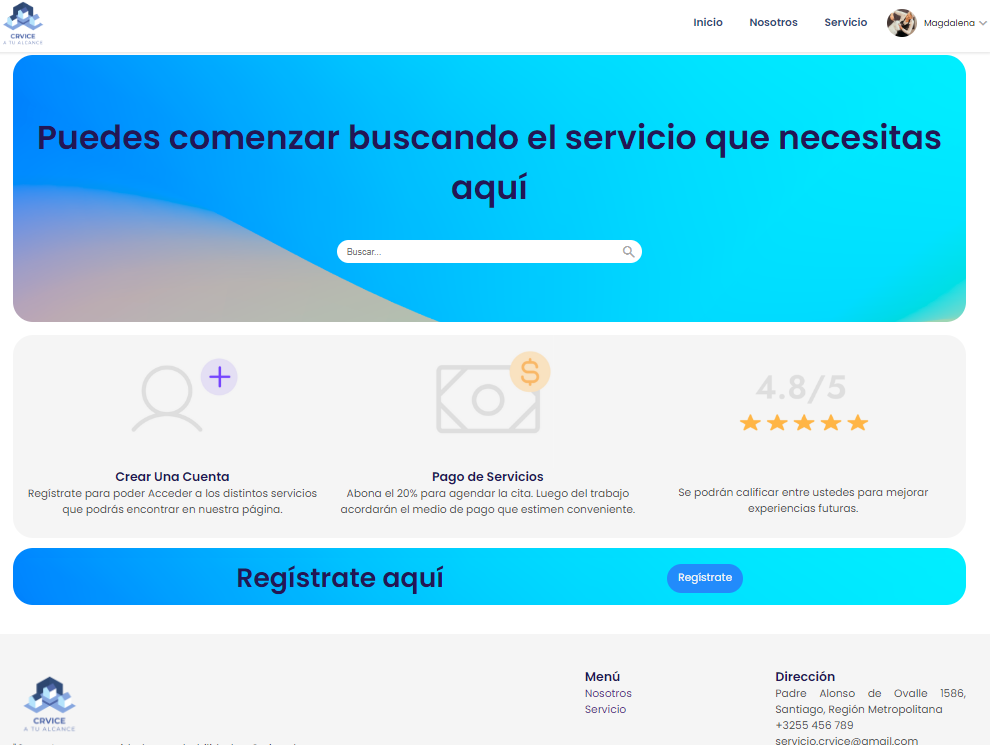 CRVICE
A TU ALCANCE
Inicio
Nosotros
Servicio
Magdalena
Puedes comenzar buscando el servicio que necesitas
aquí
Buscar...
4.8/5
Crear Una Cuenta
Regístrate para poder Acceder a los distintos servicios
que podrás encontrar en nuestra página.
Pago de Servicios
Abona el 20% para agendar la cita. Luego del trabajo
acordarán el medio de pago que estimen conveniente.
Se podrán calificar entre ustedes para mejorar
experiencias futuras.
Regístrate aquí
Regístrate
CRVICE
A TU ALCANCE
Menú
Nosotros
Servicio
Dirección
Padre Alonso de Ovalle 1586,
Santiago, Región Metropolitana
+3255 456 789
servicio.crvice@gmail.com